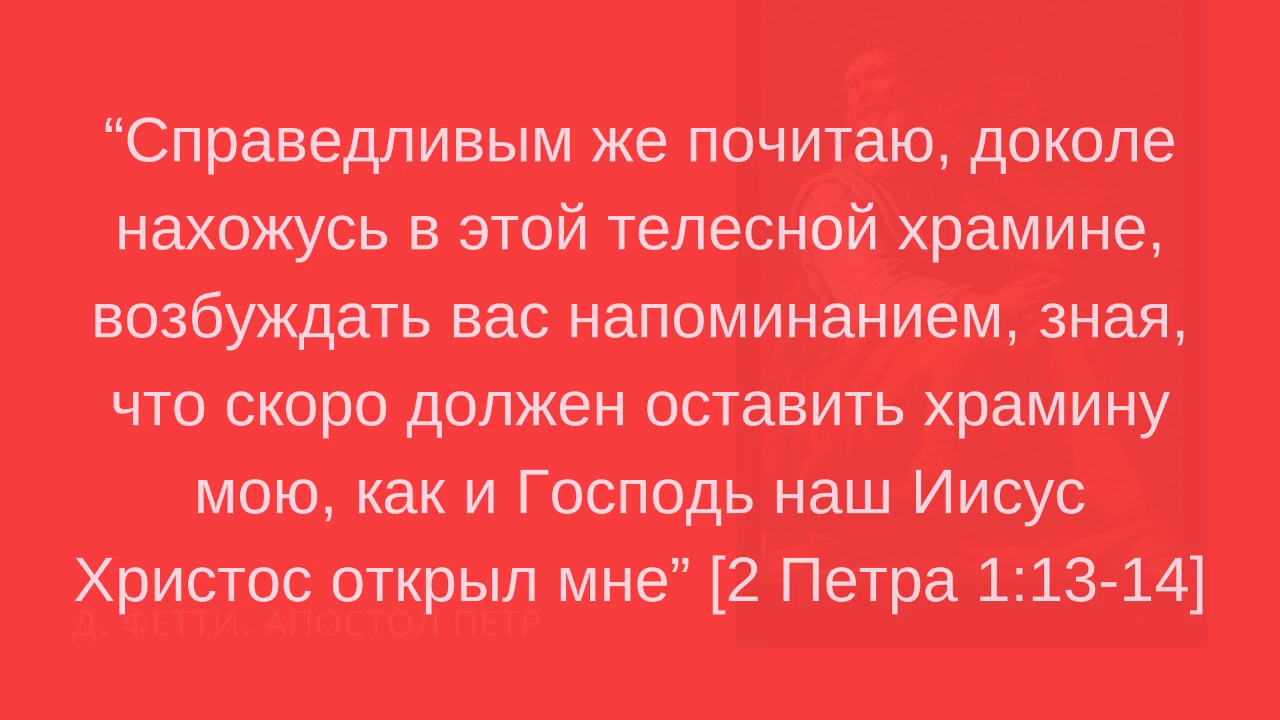 “Справедливым же почитаю, доколе
нахожусь в этой телесной храмине,
возбуждать вас напоминанием, зная,
что скоро должен оставить храмину
мою, как и Господь наш Иисус
Христос открыл мне” [2 Петра 1:13-14]
Д. ФЕТТИ. АПОСТОЛ ПЕТР